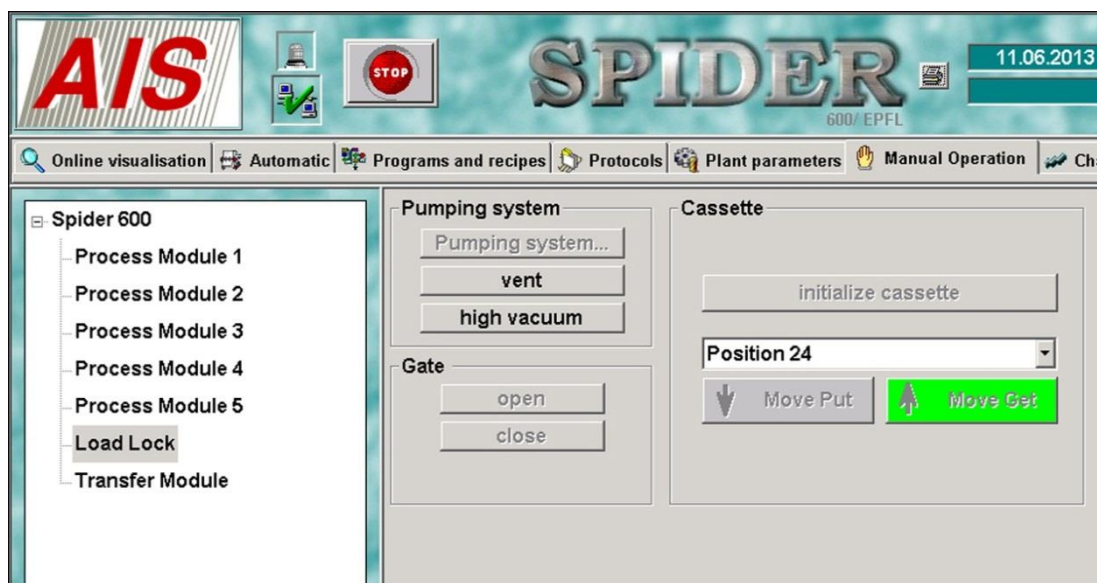 AIS
STOP
SPIDER
600/ EPFL
11.06.2013
Online visualisation
Automatic
Programs and recipes
Protocols
Plant parameters
Manual Operation
Spider 600
Process Module 1
Process Module 2
Process Module 3
Process Module 4
Process Module 5
Load Lock
Transfer Module
Pumping system
Pumping system...
vent
high vacuum
Gate
open
close
Cassette
initialize cassette
Position 24
Move Put
Move Get